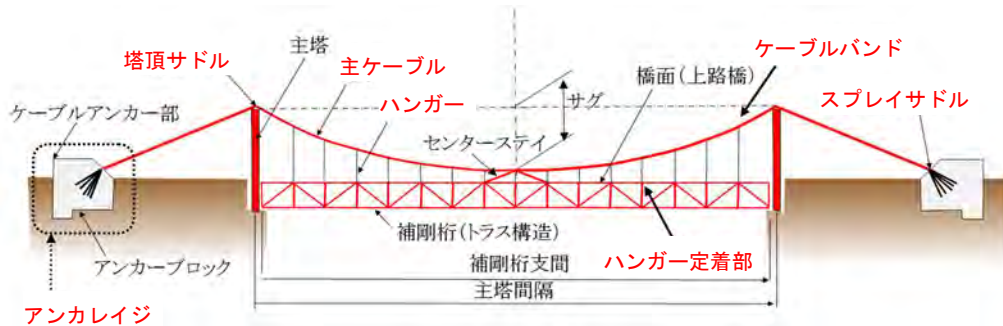 主塔
塔頂サドル
主ケーブル
ケーブルバンド
橋面(上路橋)
ハンガー
サグ
スプレイサドル
ケーブルアンカー部
センターステイ
補剛桁(トラス構造)
アンカーブロック
補剛桁支間
ハンガー定着部
主塔間隔
アンカレイジ